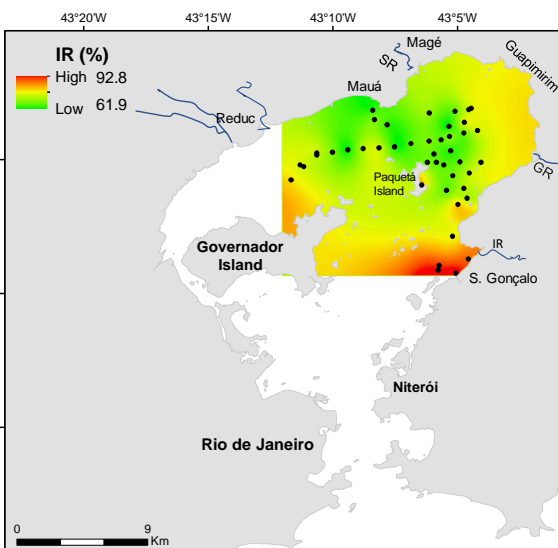 43°20'W 43°15'W 43°10'W 43°5'W
IR (%)
High 92.8
Low 61.9
Magé
SR
Guapimirim
Mauá
Reduc
GR
Paquetá
Island
Governador
Island
IR
S. Gonçalo
Niterói
Rio de Janeiro
0 9
Km